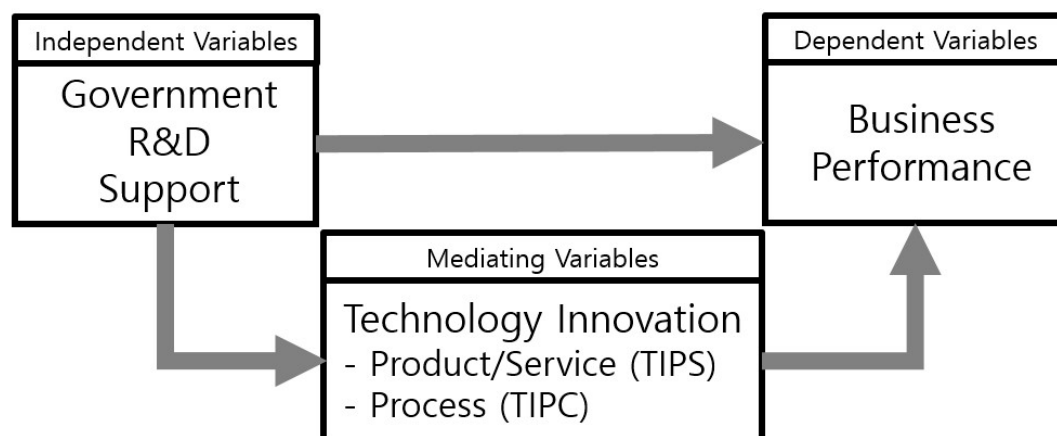 Independent Variables
Government
R&D
Support
Dependent Variables
Business
Performance
Mediating Variables
Technology Innovation
- Product/Service (TIPS)
- Process (TIPC)